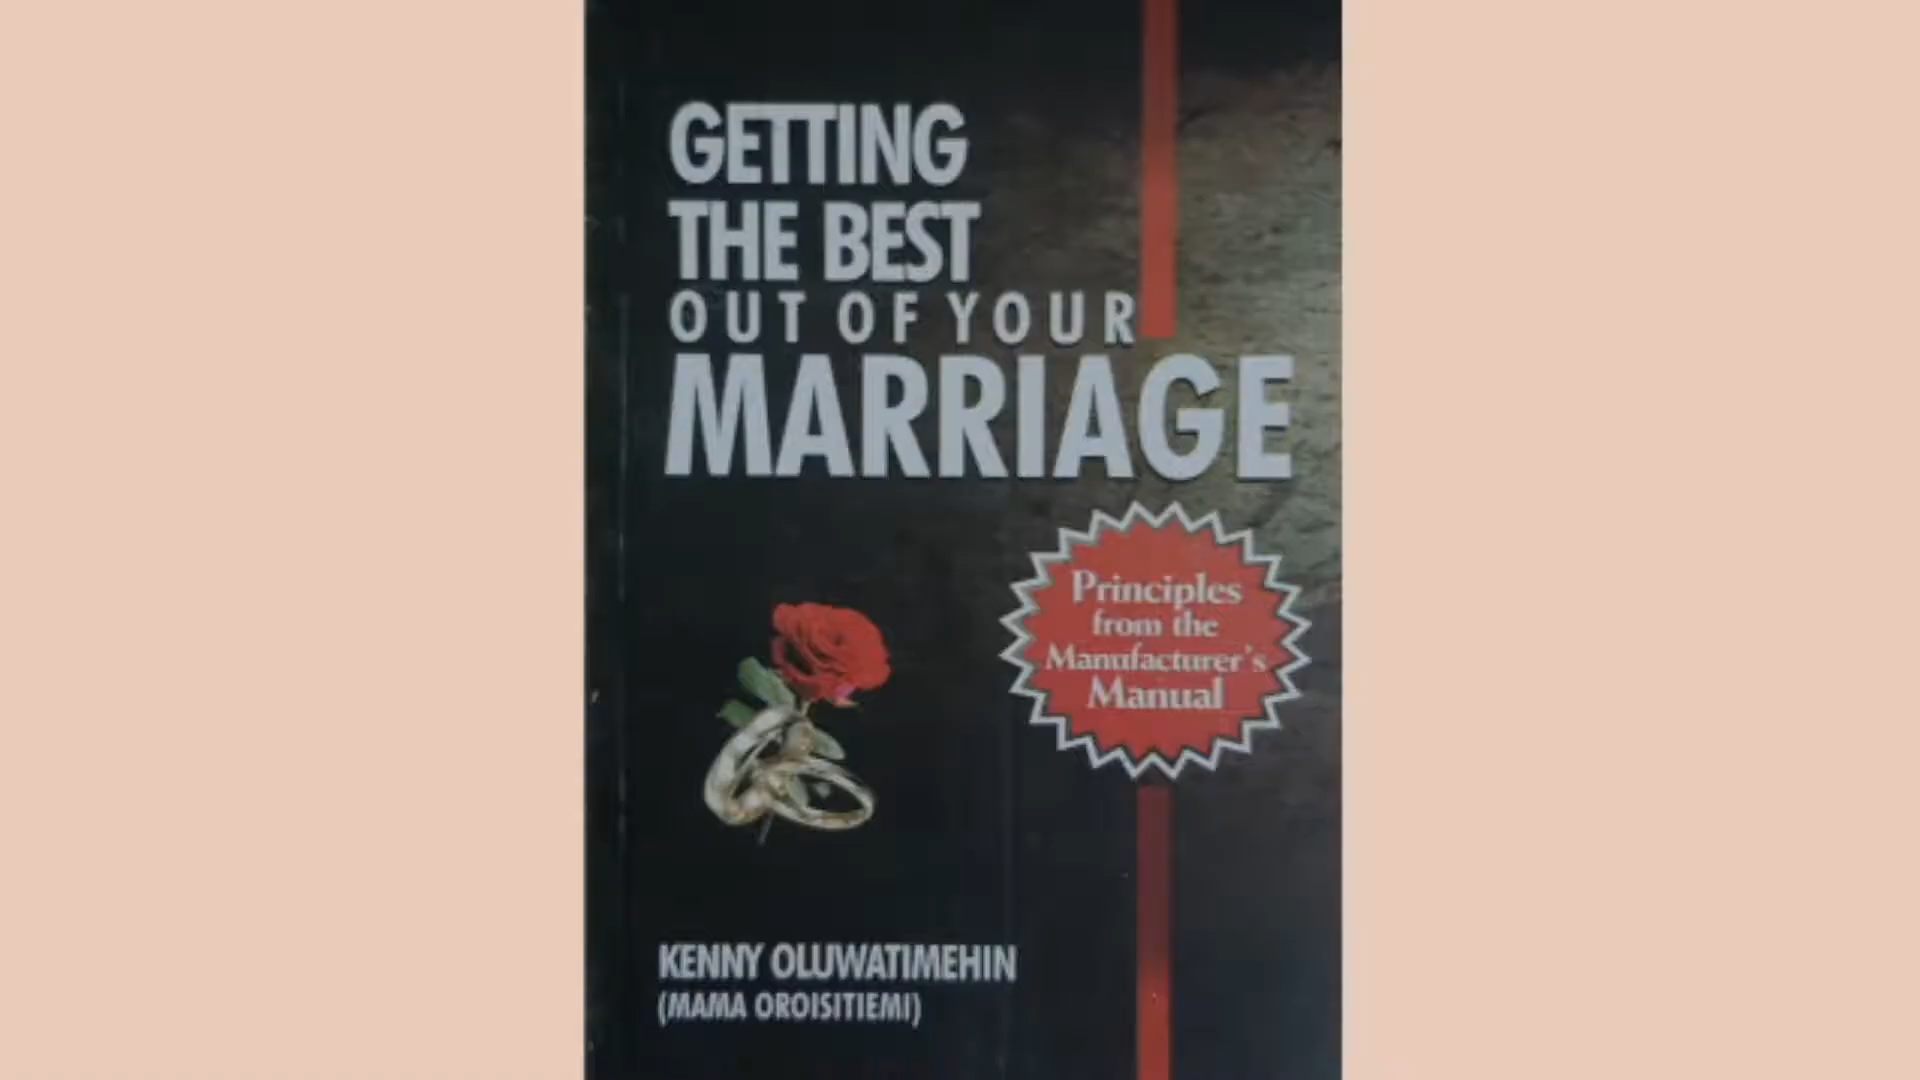 GETTING
THE BEST
OUT OF YOUR
MARRIAGE
Principles
from the
Manufacturer's
Manual
KENNY OLUWATIMEHIN
(MAMA OROISITIEMI)